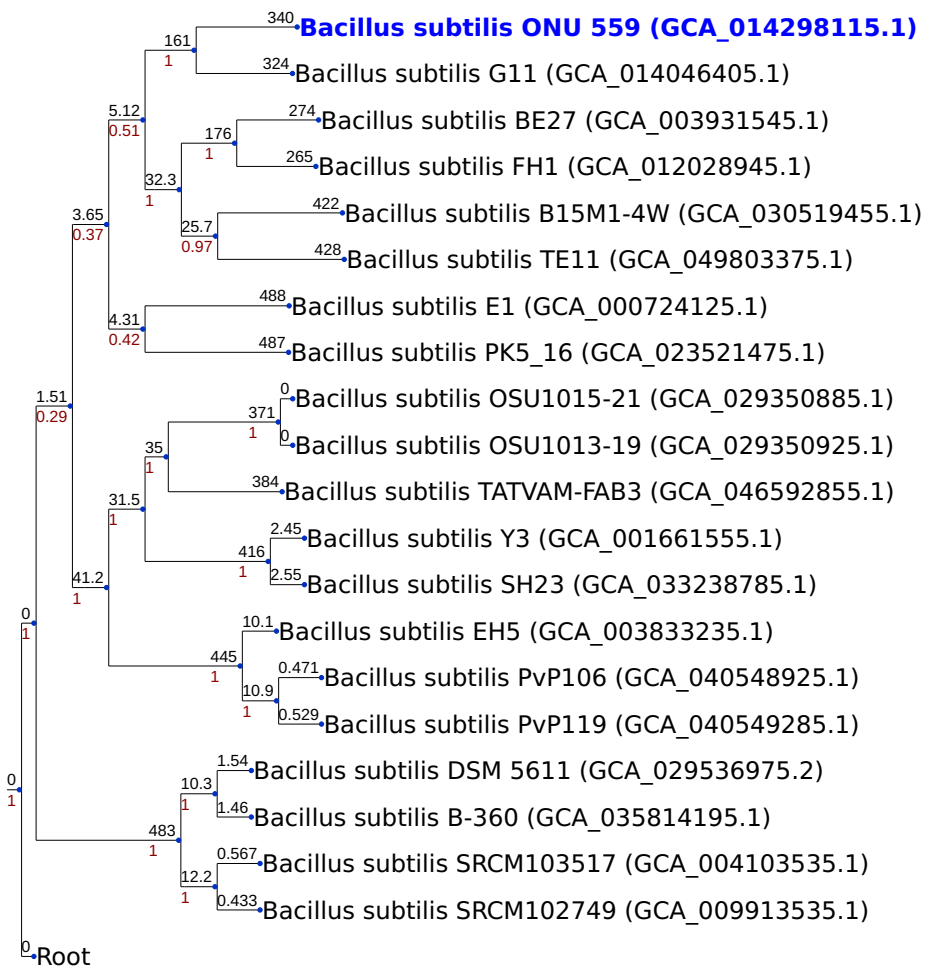 340
Bacillus subtilis ONU 559 (GCA_014298115.1)
161
1
324
Bacillus subtilis G11 (GCA_014046405.1)
5.12
0.51
274
Bacillus subtilis BE27 (GCA_003931545.1)
176
1
265
Bacillus subtilis FH1 (GCA_012028945.1)
32.3
1
422
Bacillus subtilis B15M1-4W (GCA_030519455.1)
25.7
0.97
428
Bacillus subtilis TE11 (GCA_049803375.1)
3.65
0.37
488
Bacillus subtilis E1 (GCA_000724125.1)
4.31
0.42
487
Bacillus subtilis PK5_16 (GCA_023521475.1)
1.51
0.29
0
Bacillus subtilis OSU1015-21 (GCA_029350885.1)
371
1
0
Bacillus subtilis OSU1013-19 (GCA_029350925.1)
35
1
384
Bacillus subtilis TATVAM-FAB3 (GCA_046592855.1)
31.5
1
2.45
Bacillus subtilis Y3 (GCA_001661555.1)
416
1
2.55
Bacillus subtilis SH23 (GCA_033238785.1)
41.2
1
10.1
Bacillus subtilis EH5 (GCA_003833235.1)
445
1
0.471
Bacillus subtilis PvP106 (GCA_040548925.1)
10.9
1
0.529
Bacillus subtilis PvP119 (GCA_040549285.1)
0
1
1.54
Bacillus subtilis DSM 5611 (GCA_029536975.2)
10.3
1
1.46
Bacillus subtilis B-360 (GCA_035814195.1)
483
1
0.567
Bacillus subtilis SRCM103517 (GCA_004103535.1)
12.2
1
0.433
Bacillus subtilis SRCM102749 (GCA_009913535.1)
0
1
0
Root